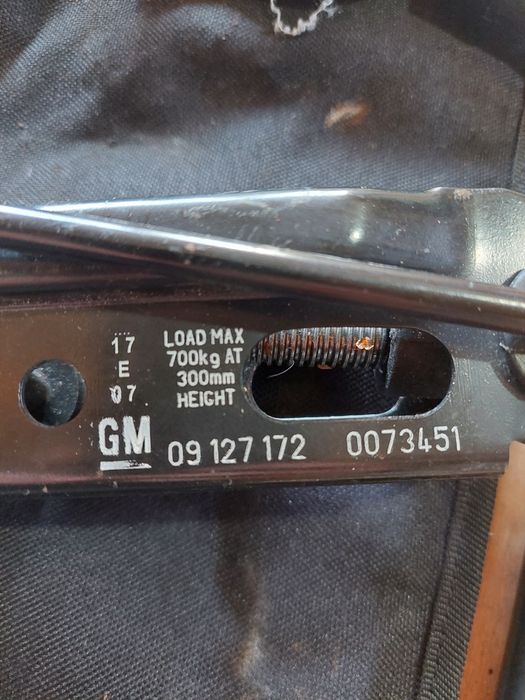 17
E
07
LOAD MAX
700kg AT
300mm
HEIGHT
GM
09 127 172 0073451